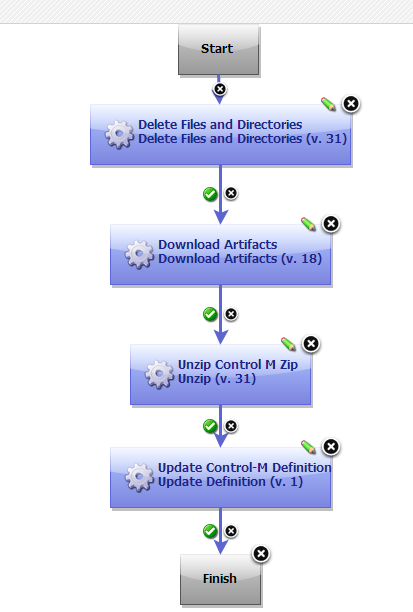 Start
Delete Files and Directories
Delete Files and Directories (v. 31)
Download Artifacts
Download Artifacts (v. 18)
Unzip Control M Zip
Unzip (v. 31)
Update Control-M Definition
Update Definition (v. 1)
Finish